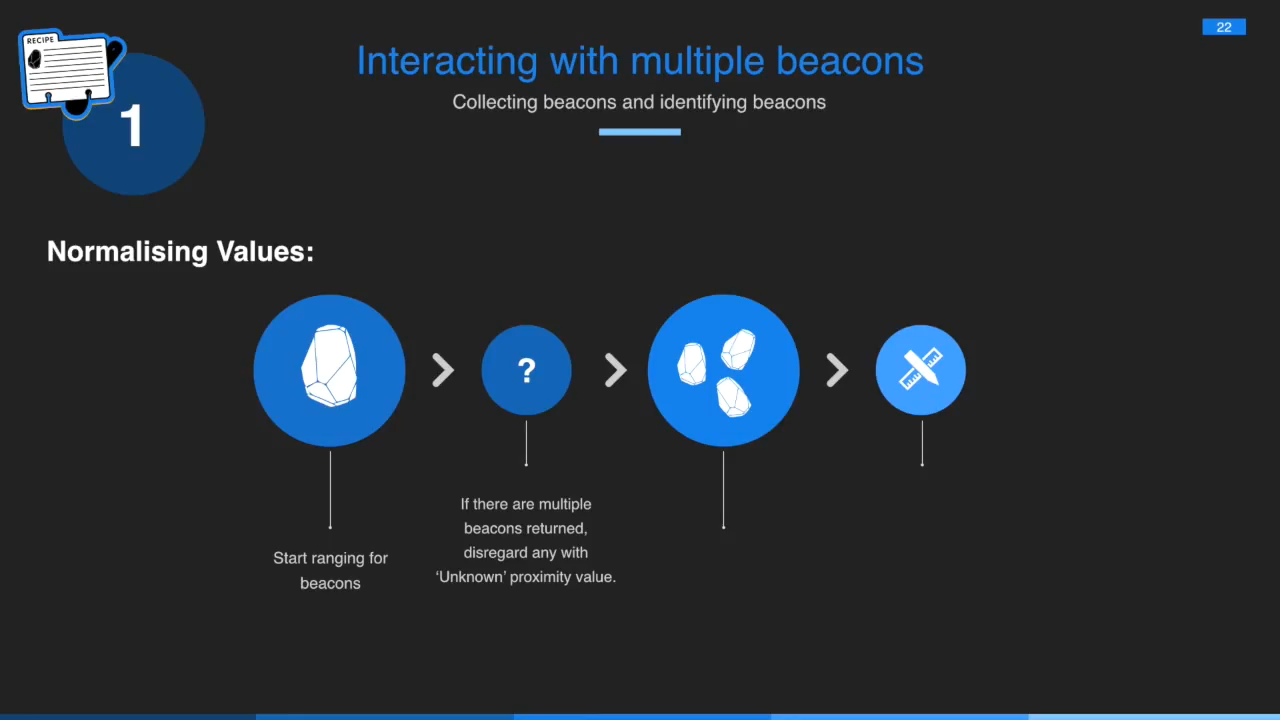 22
RECIPE
1
Interacting with multiple beacons
Collecting beacons and identifying beacons
Normalising Values:
?
Start ranging for
beacons
If there are multiple
beacons returned,
disregard any with
‘Unknown’ proximity value.